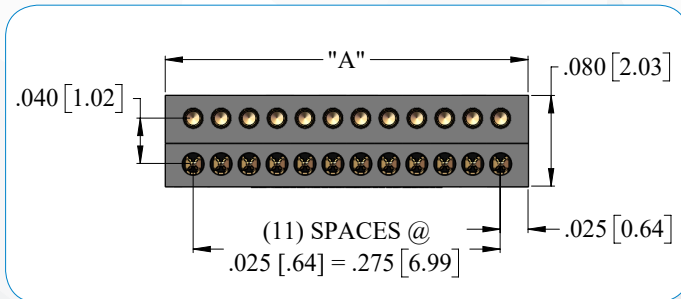 "A"
.080 [2.03]
.040 [1.02]
(11) SPACES @
.025 [.64] = .275 [6.99]
.025 [0.64]